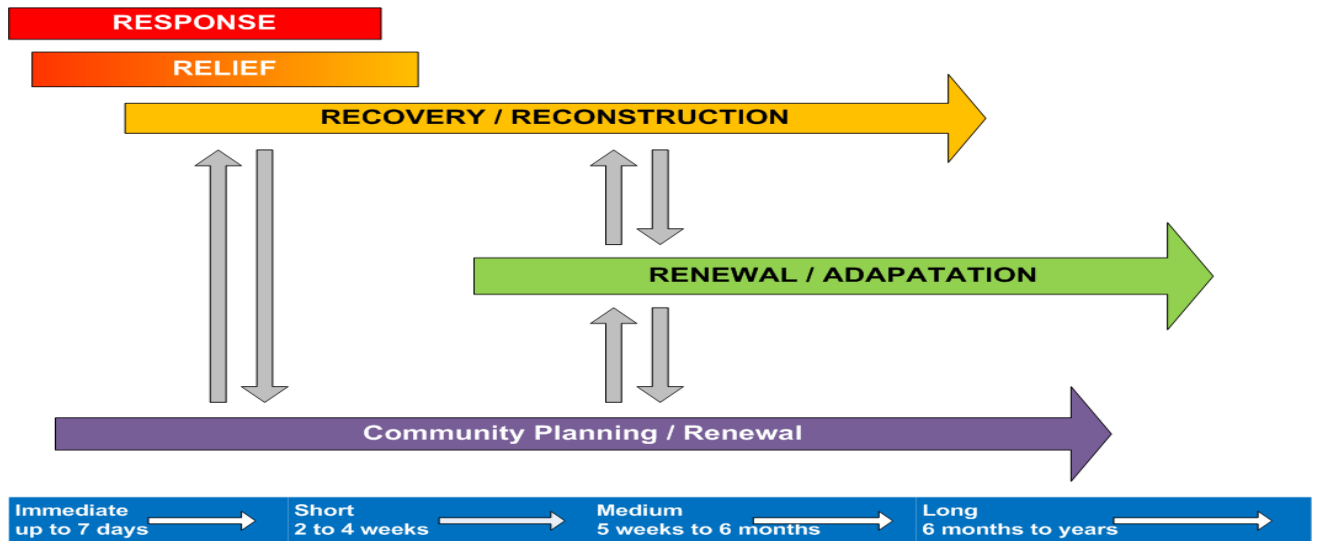 RESPONSE
RELIEF
RECOVERY / RECONSTRUCTION
RENEWAL / ADAPATATION
Community Planning / Renewal
Immediate
up to 7 days
Short
2 to 4 weeks
Medium
5 weeks to 6 months
Long
6 months to years